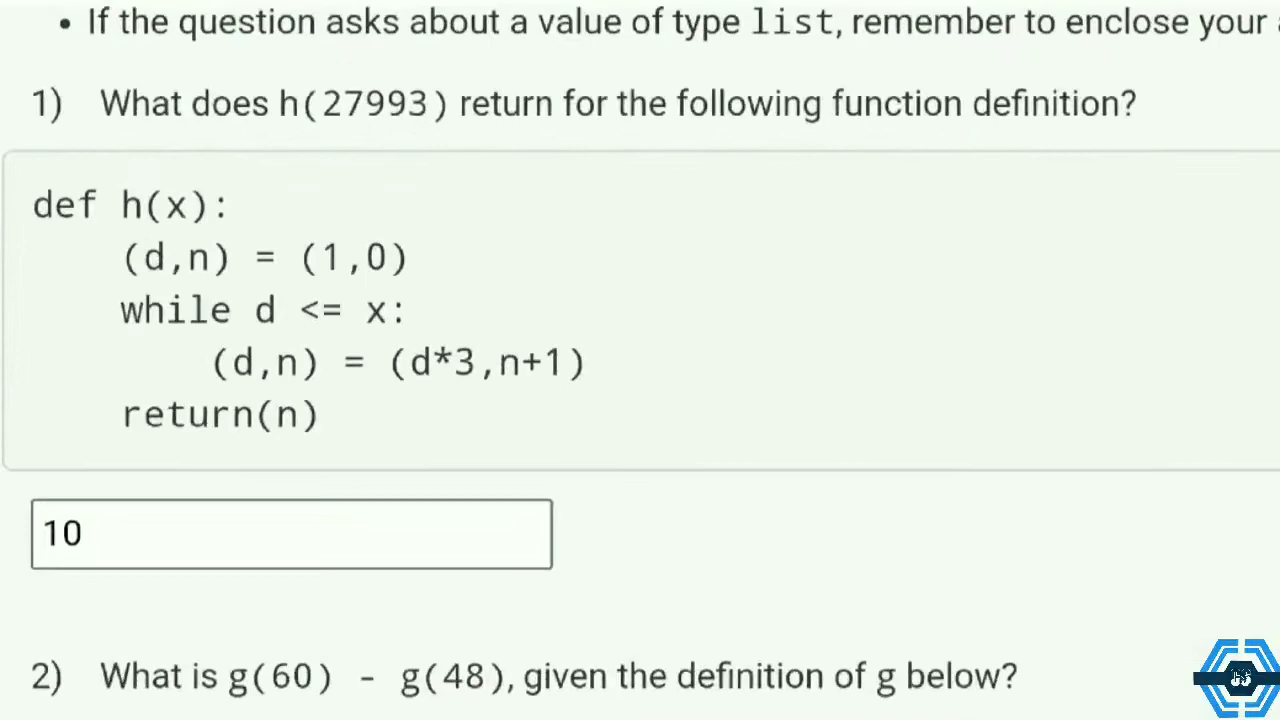 • If the question asks about a value of type list, remember to enclose your
1) What does h(27993) return for the following function definition?
def h(x):
    (d,n) = (1,0)
    while d <= x:
        (d,n) = (d*3,n+1)
    return(n)
10
2) What is g(60) - g(48), given the definition of g below?